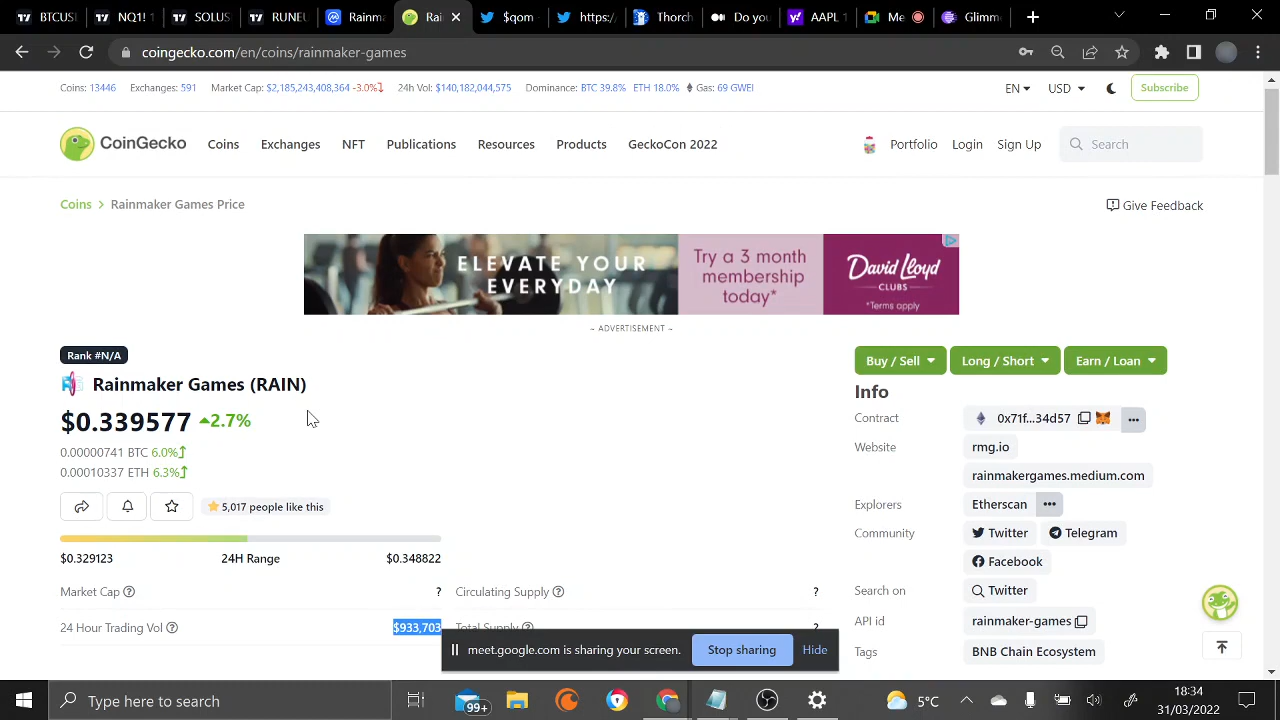 BTCUSI
NQ1!
SOLUS
RUNEU
Rainm
Rai
$qom
https:/
Thorch
Do you
AAPL 1
Me
Glimme
coingecko.com/en/coins/rainmaker-games
Coins: 13446 Exchanges: 591 Market Cap: $2,185,243,408,364 -3.0% 24h Vol: $140,182,044,575 Dominance: BTC 39.8% ETH 18.0% Gas: 69 GWEI
EN USD Subscribe
CoinGecko Coins Exchanges NFT Publications Resources Products GeckoCon 2022
Portfolio Login Sign Up Search
Coins > Rainmaker Games Price
Give Feedback
ELEVATE YOUR
EVERYDAY
Try a 3 month
membership
today*
David Lloyd
CLUBS
*Terms apply
~ ADVERTISEMENT ~
Rank #N/A
Rainmaker Games (RAIN)
$0.339577 2.7%
0.00000741 BTC 6.0%
0.00010337 ETH 6.3%
5,017 people like this
$0.329123 24H Range $0.348822
Market Cap ? ?
Circulating Supply ? ?
24 Hour Trading Vol ? $933,703
Total Supply ? ?
Buy / Sell Long / Short Earn / Loan
Info
Contract 0x71f...34d57 •••
Website rmg.io
rainmakergames.medium.com
Explorers Etherscan •••
Community Twitter Telegram
Facebook
Search on Twitter
API id rainmaker-games
Tags BNB Chain Ecosystem
meet.google.com is sharing your screen. Stop sharing Hide
Type here to search
99+
5°C
18:34
31/03/2022